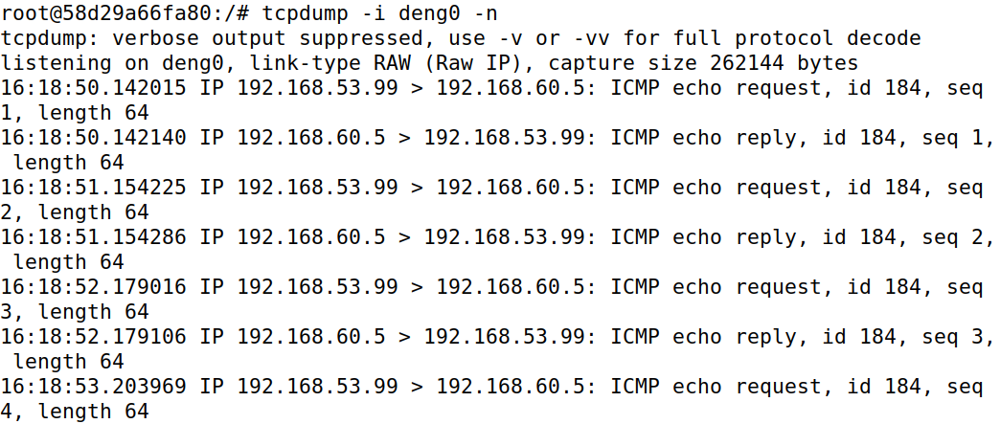 root@58d29a66fa80:/# tcpdump -i deng0 -n
tcpdump: verbose output suppressed, use -v or -vv for full protocol decode
listening on deng0, link-type RAW (Raw IP), capture size 262144 bytes
16:18:50.142015 IP 192.168.53.99 > 192.168.60.5: ICMP echo request, id 184, seq
1, length 64
16:18:50.142140 IP 192.168.60.5 > 192.168.53.99: ICMP echo reply, id 184, seq 1,
 length 64
16:18:51.154225 IP 192.168.53.99 > 192.168.60.5: ICMP echo request, id 184, seq
2, length 64
16:18:51.154286 IP 192.168.60.5 > 192.168.53.99: ICMP echo reply, id 184, seq 2,
 length 64
16:18:52.179016 IP 192.168.53.99 > 192.168.60.5: ICMP echo request, id 184, seq
3, length 64
16:18:52.179106 IP 192.168.60.5 > 192.168.53.99: ICMP echo reply, id 184, seq 3,
 length 64
16:18:53.203969 IP 192.168.53.99 > 192.168.60.5: ICMP echo request, id 184, seq
4, length 64